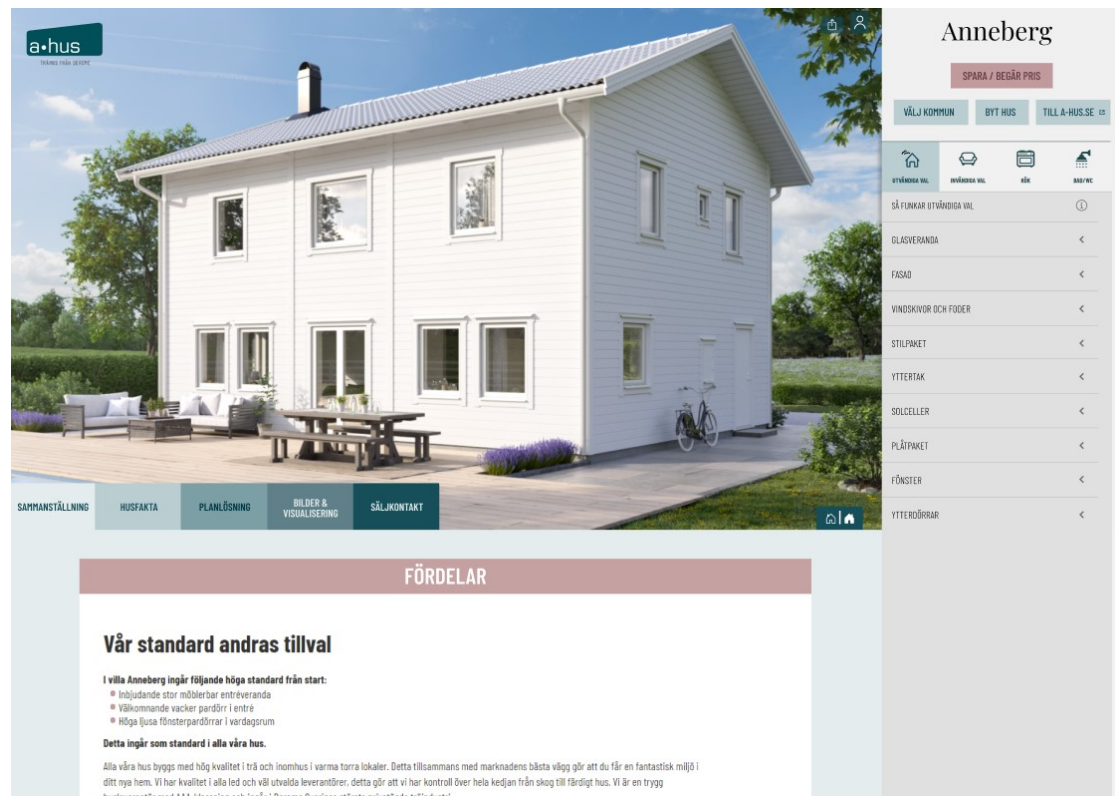 a•hus
TRÄHUS FRÅN DEROME
Anneberg
SPARA / BEGÄR PRIS
VÄLJ KOMMUN
BYT HUS
TILL A-HUS.SE
UTVÄNDIGA VAL
INVÄNDIGA VAL
KÖK
BAD/WC
SÅ FUNKAR UTVÄNDIGA VAL
GLASVERANDA
FASAD
VINDSKIVOR OCH FODER
STILPAKET
YTTERTAK
SOLCELLER
PLÅTPAKET
FÖNSTER
YTTERDÖRRAR
SAMMANSTÄLLNING
HUSFAKTA
PLANLÖSNING
BILDER &
VISUALISERING
SÄLJKONTAKT
FÖRDELAR
Vår standard andras tillval
I villa Anneberg ingår följande höga standard från start:
Inbjudande stor möblerbar entréveranda
Välkomnande vacker pardörr i entré
Höga ljusa fönsterpardörrar i vardagsrum
Detta ingår som standard i alla våra hus.
Alla våra hus byggs med hög kvalitet i trä och inomhus i varma torra lokaler. Detta tillsammans med marknadens bästa vägg gör att du får en fantastisk miljö i
ditt nya hem. Vi har kvalitet i alla led och väl utvalda leverantörer, detta gör att vi har kontroll över hela kedjan från skog till färdigt hus. Vi är en trygg